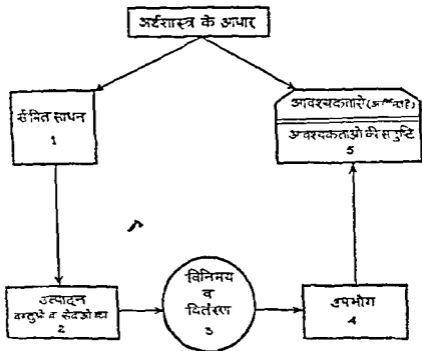 अर्थशास्त्र के आधार
सीमित साधन
1
आवश्यकताएं
आवश्यकताओं की सतुष्टि
5
उत्पादन
वस्तुओं व सेवाओं का
2
विनिमय
व
वितरण
3
उपभोग
4